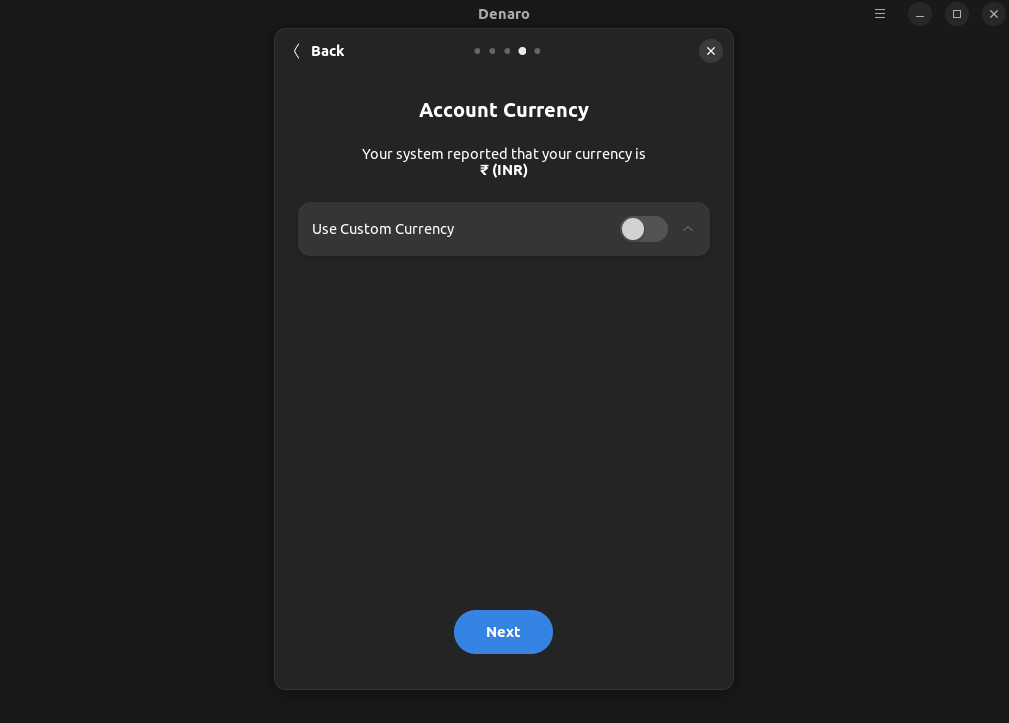 Denaro
Back
Account Currency
Your system reported that your currency is
₹ (INR)
Use Custom Currency
Next